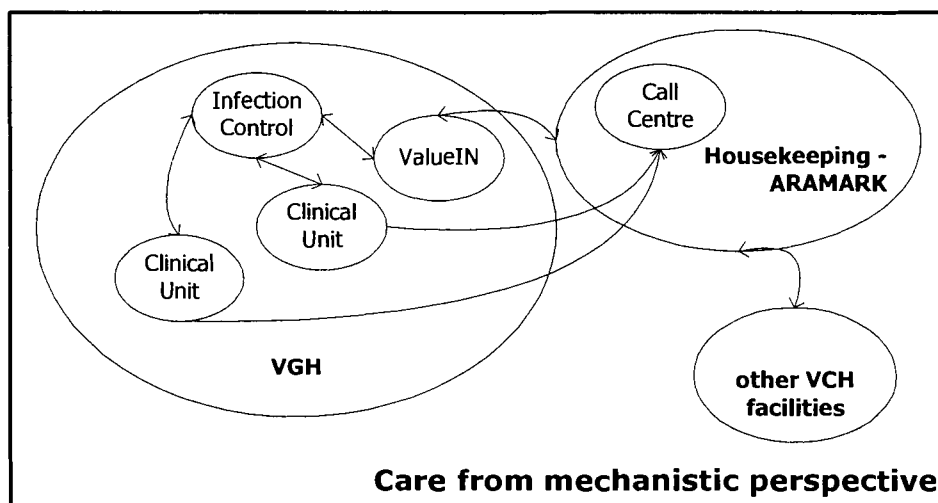 Infection
Control
ValueIN
Clinical
Unit
Clinical
Unit
VGH
Call
Centre
Housekeeping -
ARAMARK
other VCH
facilities
Care from mechanistic perspective